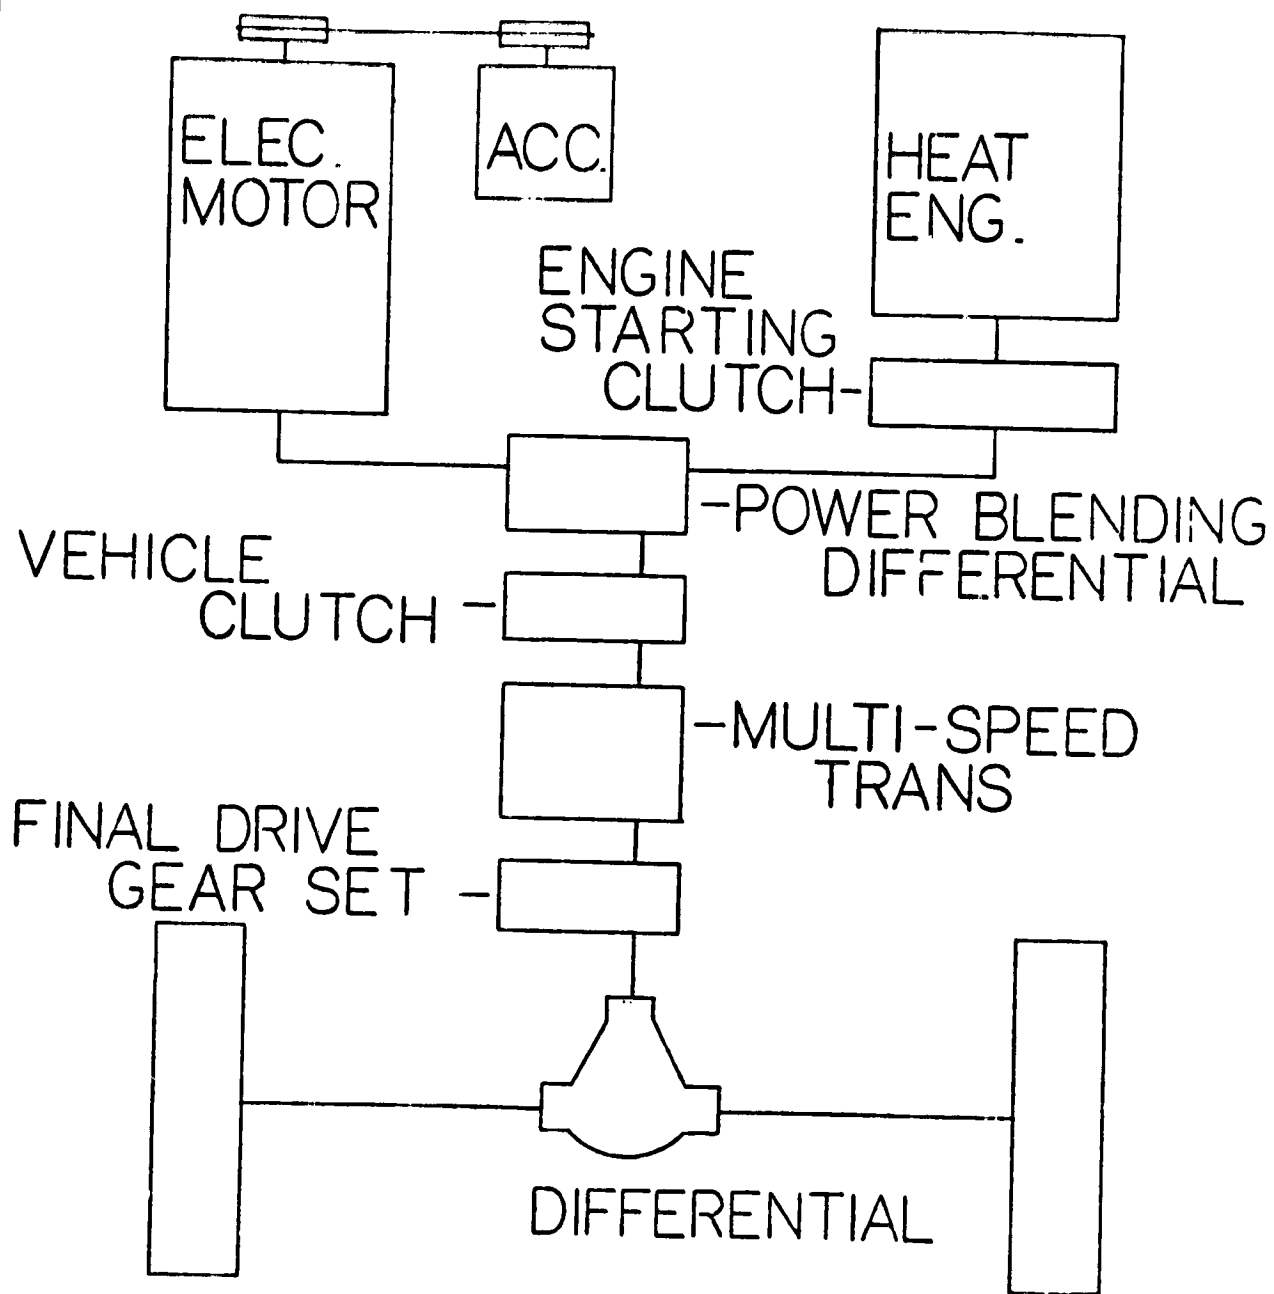 ELEC.
MOTOR
ACC.
HEAT
ENG.
ENGINE
STARTING
CLUTCH-
-POWER BLENDING
DIFFERENTIAL
VEHICLE
CLUTCH -
-MULTI-SPEED
TRANS
FINAL DRIVE
GEAR SET -
DIFFERENTIAL